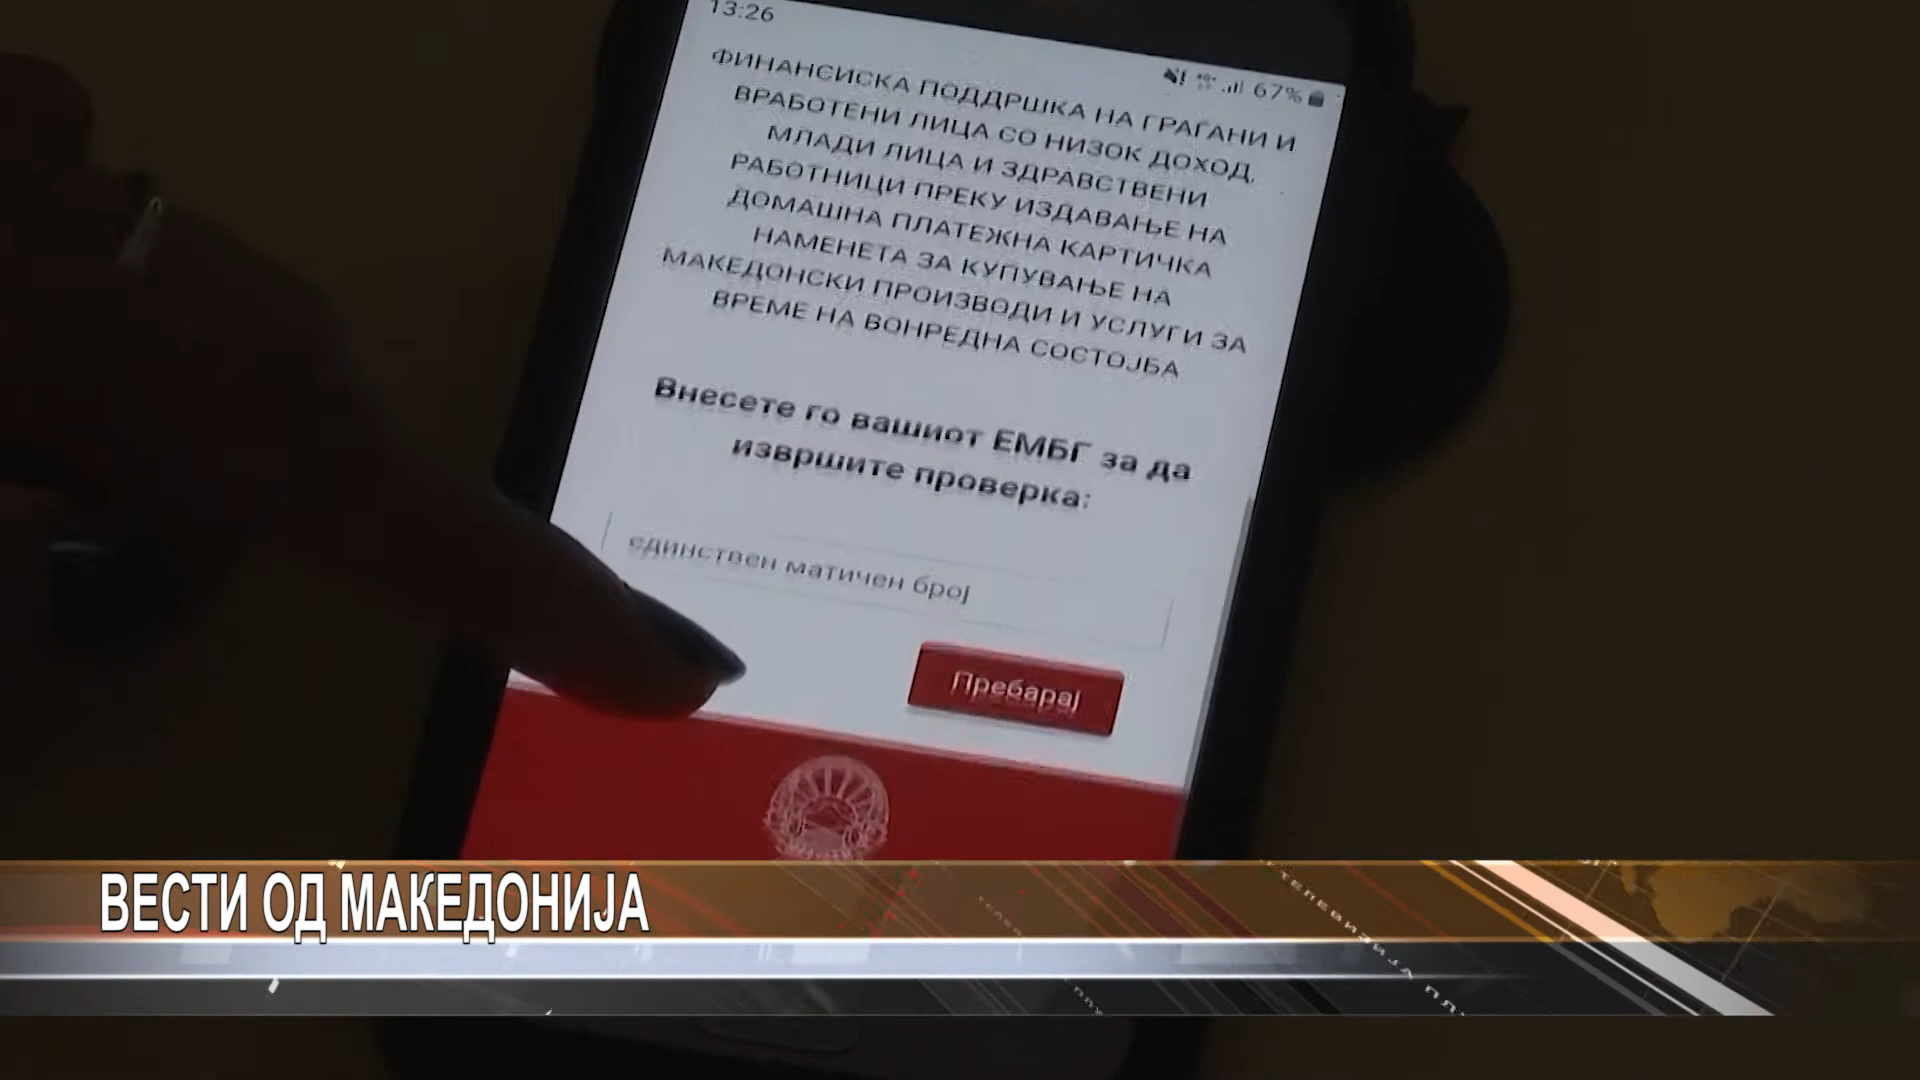 13:26
67%
ФИНАНСИСКА ПОДДРШКА НА ГРАЃАНИ И
ВРАБОТЕНИ ЛИЦА СО НИЗОК ДОХОД,
МЛАДИ ЛИЦА И ЗДРАВСТВЕНИ
РАБОТНИЦИ ПРЕКУ ИЗДАВАЊЕ НА
ДОМАШНА ПЛАТЕЖНА КАРТИЧКА
НАМЕНЕТА ЗА КУПУВАЊЕ НА
МАКЕДОНСКИ ПРОИЗВОДИ И УСЛУГИ ЗА
ВРЕМЕ НА ВОНРЕДНА СОСТОЈБА
Внесете го вашиот ЕМБГ за да
извршите проверка:
единствен матичен број
Пребарај
ВЕСТИ ОД МАКЕДОНИЈА
ТЕЛЕВИЗИЈА